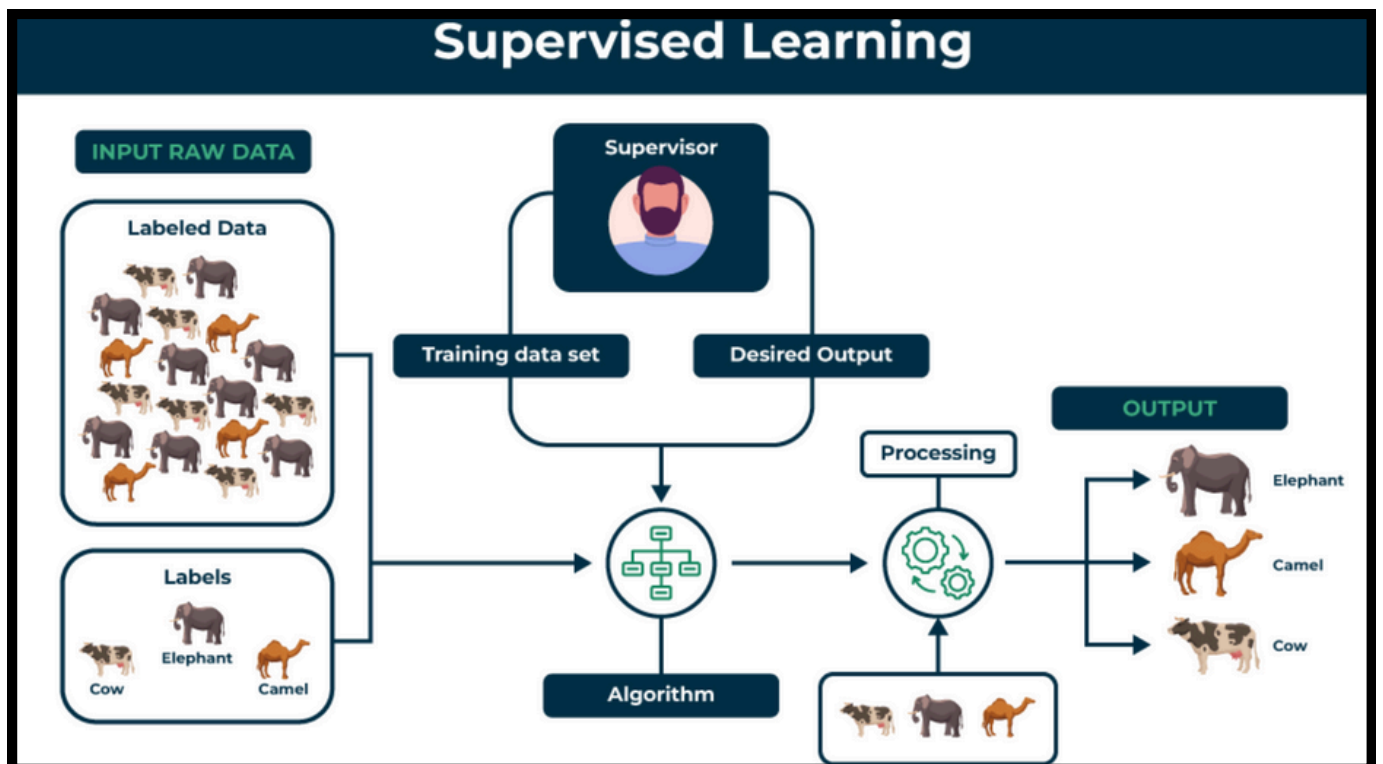 Supervised Learning
INPUT RAW DATA
Labeled Data
Labels
Cow
Elephant
Camel
Supervisor
Training data set
Desired Output
Algorithm
Processing
OUTPUT
Elephant
Camel
Cow